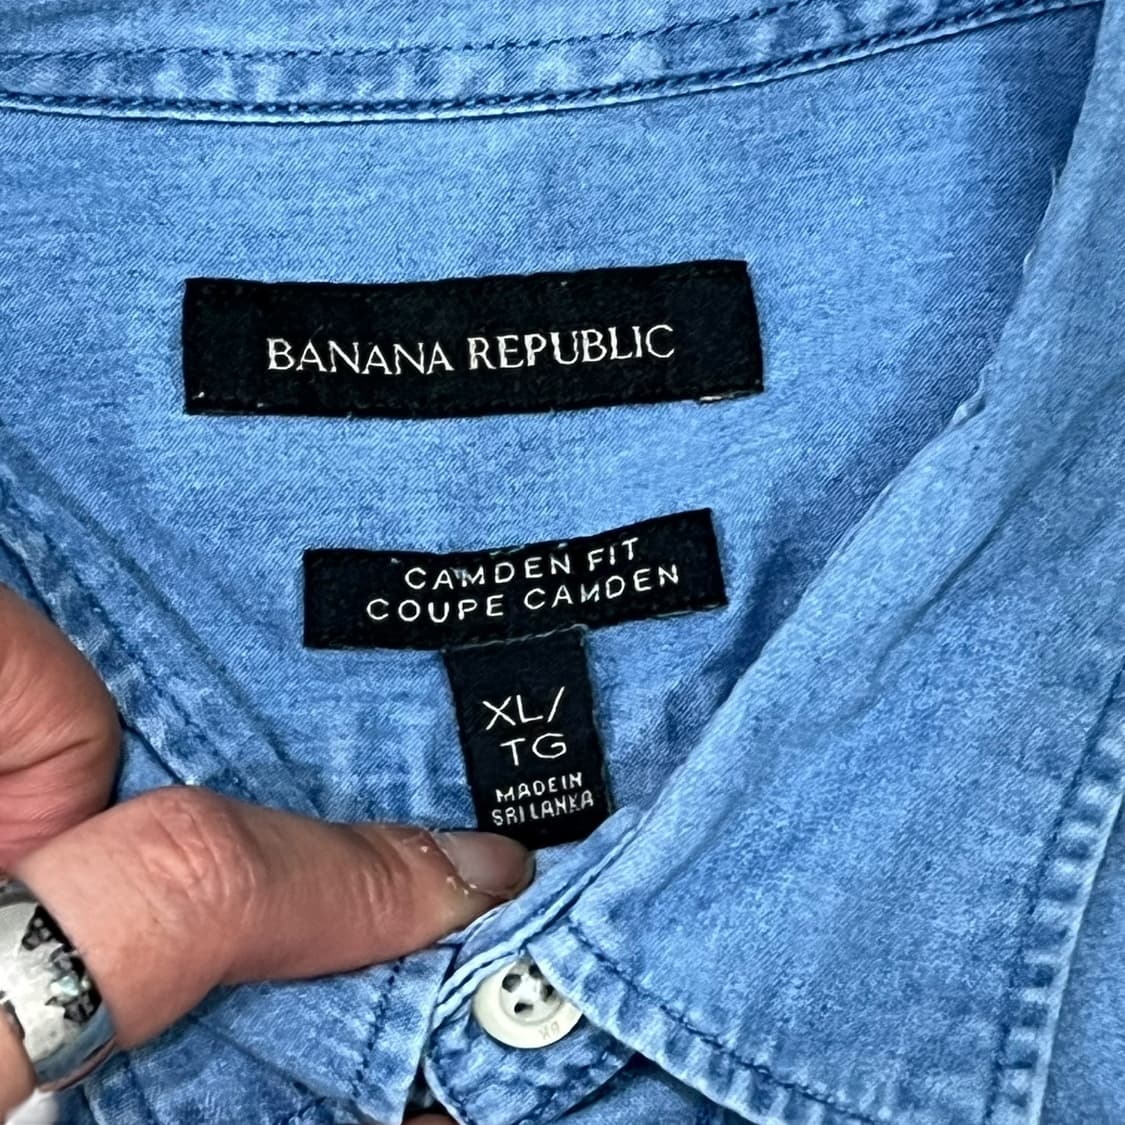 BANANA REPUBLIC
CAMDEN FIT
COUPE CAMDEN
XL/
TG
MADE IN
SRI LANKA